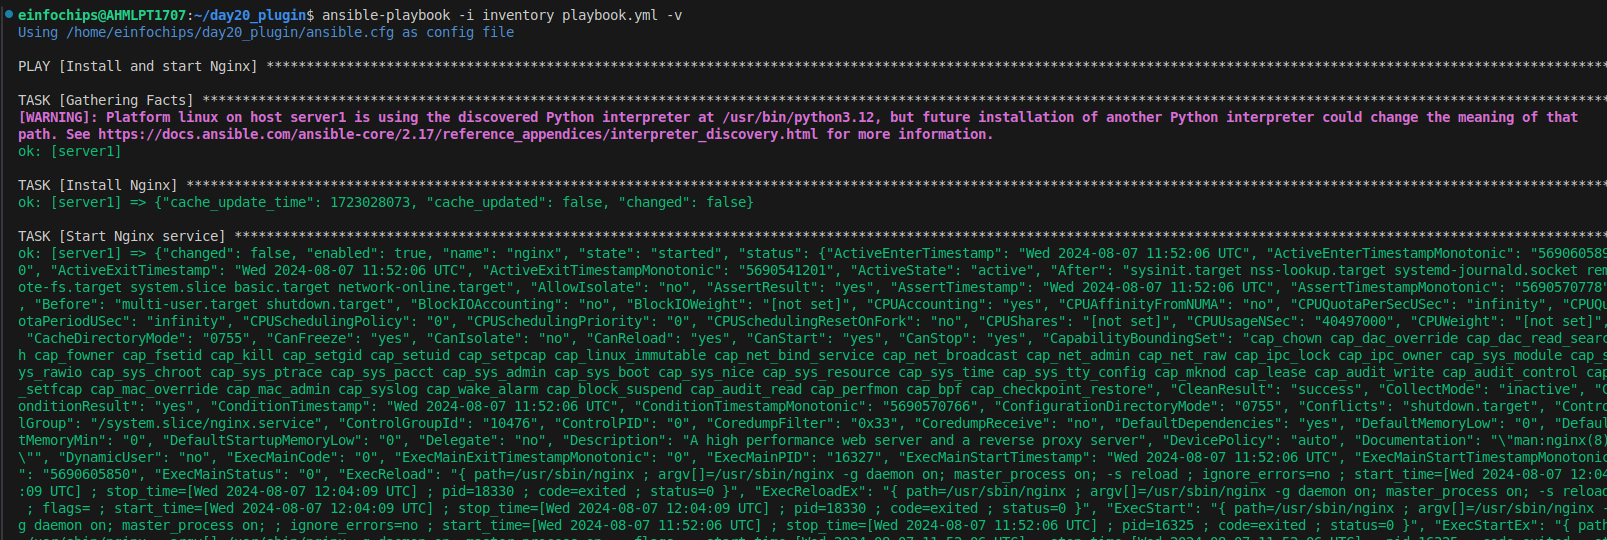 einfochips@AHMLPT1707:~/day20_plugin$ ansible-playbook -i inventory playbook.yml -v
Using /home/einfochips/day20_plugin/ansible.cfg as config file
PLAY [Install and start Nginx] ****************************************************************************************************************************************************************************
TASK [Gathering Facts] ************************************************************************************************************************************************************************************
[WARNING]: Platform linux on host server1 is using the discovered Python interpreter at /usr/bin/python3.12, but future installation of another Python interpreter could change the meaning of that
path. See https://docs.ansible.com/ansible-core/2.17/reference_appendices/interpreter_discovery.html for more information.
ok: [server1]
TASK [Install Nginx] **************************************************************************************************************************************************************************************
ok: [server1] => {"cache_update_time": 1723028073, "cache_updated": false, "changed": false}
TASK [Start Nginx service] ********************************************************************************************************************************************************************************
ok: [server1] => {"changed": false, "enabled": true, "name": "nginx", "state": "started", "status": {"ActiveEnterTimestamp": "Wed 2024-08-07 11:52:06 UTC", "ActiveEnterTimestampMonotonic": "569060589
0", "ActiveExitTimestamp": "Wed 2024-08-07 11:52:06 UTC", "ActiveExitTimestampMonotonic": "5690541201", "ActiveState": "active", "After": "sysinit.target nss-lookup.target systemd-journald.socket rem
ote-fs.target system.slice basic.target network-online.target", "AllowIsolate": "no", "AssertResult": "yes", "AssertTimestamp": "Wed 2024-08-07 11:52:06 UTC", "AssertTimestampMonotonic": "5690570778"
, "Before": "multi-user.target shutdown.target", "BlockIOAccounting": "no", "BlockIOWeight": "[not set]", "CPUAccounting": "yes", "CPUAffinityFromNUMA": "no", "CPUQuotaPerSecUSec": "infinity", "CPUQu
otaPeriodUSec": "infinity", "CPUSchedulingPolicy": "0", "CPUSchedulingPriority": "0", "CPUSchedulingResetOnFork": "no", "CPUShares": "[not set]", "CPUUsageNSec": "40497000", "CPUWeight": "[not set]",
"CacheDirectoryMode": "0755", "CanFreeze": "yes", "CanIsolate": "no", "CanReload": "yes", "CanStart": "yes", "CanStop": "yes", "CapabilityBoundingSet": "cap_chown cap_dac_override cap_dac_read_searc
h cap_fowner cap_fsetid cap_kill cap_setgid cap_setuid cap_setpcap cap_linux_immutable cap_net_bind_service cap_net_broadcast cap_net_admin cap_net_raw cap_ipc_lock cap_ipc_owner cap_sys_module cap_s
ys_rawio cap_sys_chroot cap_sys_ptrace cap_sys_pacct cap_sys_admin cap_sys_boot cap_sys_nice cap_sys_resource cap_sys_time cap_sys_tty_config cap_mknod cap_lease cap_audit_write cap_audit_control cap
_setfcap cap_mac_override cap_mac_admin cap_syslog cap_wake_alarm cap_block_suspend cap_audit_read cap_perfmon cap_bpf cap_checkpoint_restore", "CleanResult": "success", "CollectMode": "inactive", "C
onditionResult": "yes", "ConditionTimestamp": "Wed 2024-08-07 11:52:06 UTC", "ConditionTimestampMonotonic": "5690570766", "ConfigurationDirectoryMode": "0755", "Conflicts": "shutdown.target", "Contro
lGroup": "/system.slice/nginx.service", "ControlGroupId": "10476", "ControlPID": "0", "CoredumpFilter": "0x33", "CoredumpReceive": "no", "DefaultDependencies": "yes", "DefaultMemoryLow": "0", "Defaul
tMemoryMin": "0", "DefaultStartupMemoryLow": "0", "Delegate": "no", "Description": "A high performance web server and a reverse proxy server", "DevicePolicy": "auto", "Documentation": "\"man:nginx(8)
\"", "DynamicUser": "no", "ExecMainCode": "0", "ExecMainExitTimestampMonotonic": "0", "ExecMainPID": "16327", "ExecMainStartTimestamp": "Wed 2024-08-07 11:52:06 UTC", "ExecMainStartTimestampMonotonic
": "5690605850", "ExecMainStatus": "0", "ExecReload": "{ path=/usr/sbin/nginx ; argv[]=/usr/sbin/nginx -g daemon on; master_process on; -s reload ; ignore_errors=no ; start_time=[Wed 2024-08-07 12:04
:09 UTC] ; stop_time=[Wed 2024-08-07 12:04:09 UTC] ; pid=18330 ; code=exited ; status=0 }", "ExecReloadEx": "{ path=/usr/sbin/nginx ; argv[]=/usr/sbin/nginx -g daemon on; master_process on; -s reload
; flags= ; start_time=[Wed 2024-08-07 12:04:09 UTC] ; stop_time=[Wed 2024-08-07 12:04:09 UTC] ; pid=18330 ; code=exited ; status=0 }", "ExecStart": "{ path=/usr/sbin/nginx ; argv[]=/usr/sbin/nginx -
g daemon on; master_process on; ; ignore_errors=no ; start_time=[Wed 2024-08-07 11:52:06 UTC] ; stop_time=[Wed 2024-08-07 11:52:06 UTC] ; pid=16325 ; code=exited ; status=0 }", "ExecStartEx": "{ path